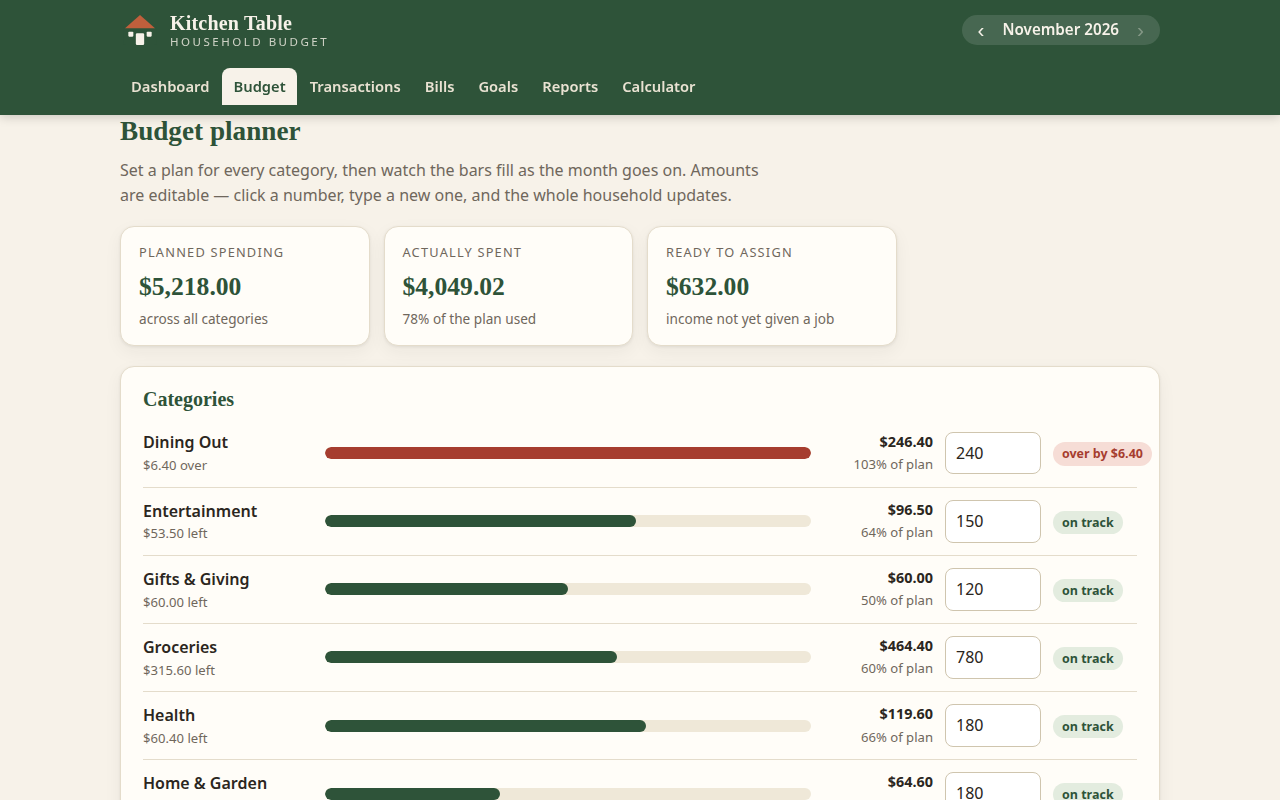 Kitchen Table
HOUSEHOLD BUDGET
‹ November 2026 ›
Dashboard Budget Transactions Bills Goals Reports Calculator
Budget planner
Set a plan for every category, then watch the bars fill as the month goes on. Amounts
are editable — click a number, type a new one, and the whole household updates.
PLANNED SPENDING
$5,218.00
across all categories
ACTUALLY SPENT
$4,049.02
78% of the plan used
READY TO ASSIGN
$632.00
income not yet given a job
Categories
Dining Out
$6.40 over
$246.40
103% of plan
240
over by $6.40
Entertainment
$53.50 left
$96.50
64% of plan
150
on track
Gifts & Giving
$60.00 left
$60.00
50% of plan
120
on track
Groceries
$315.60 left
$464.40
60% of plan
780
on track
Health
$60.40 left
$119.60
66% of plan
180
on track
Home & Garden
$64.60
180
on track